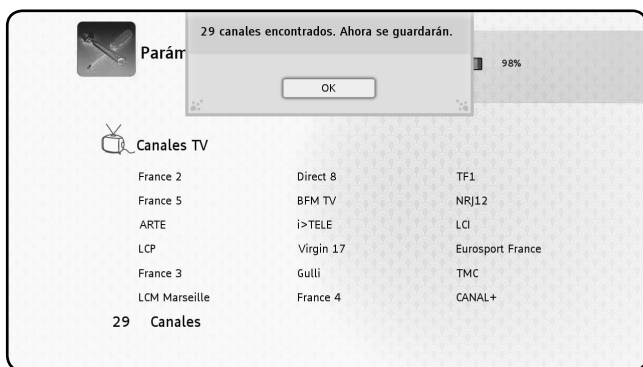 29 canales encontrados. Ahora se guardarán.
Parám
98%
OK
Canales TV
France 2 Direct 8 TF1
France 5 BFM TV NRJ12
ARTE i>TELE LCI
LCP Virgin 17 Eurosport France
France 3 Gulli TMC
LCM Marseille France 4 CANAL+
29 Canales